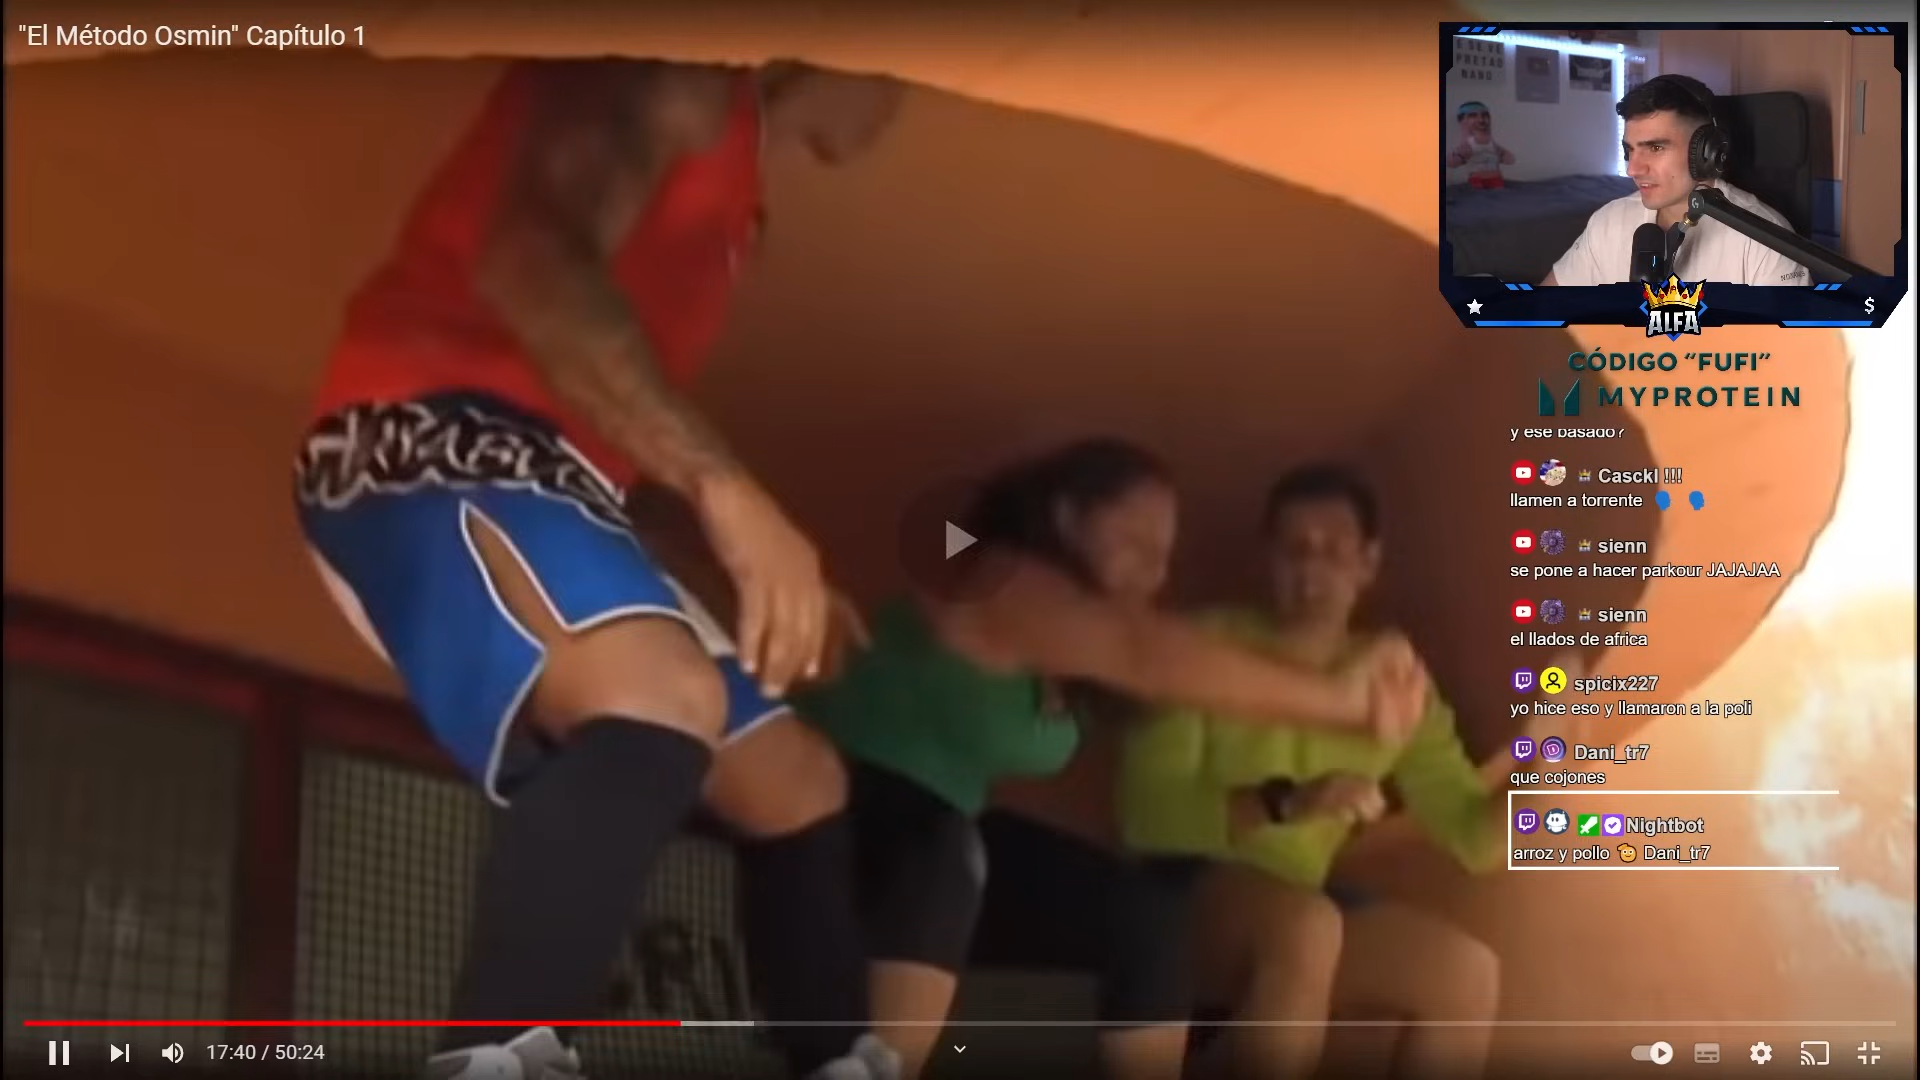 "El Método Osmin" Capítulo 1
ALFA
$
CÓDIGO “FUFI”
MYPROTEIN
y ese basado?
Casckl !!!
llamen a torrente
sienn
se pone a hacer parkour JAJAJAA
sienn
el llados de africa
spicix227
yo hice eso y llamaron a la poli
Dani_tr7
que cojones
Nightbot
arroz y pollo Dani_tr7
17:40 / 50:24